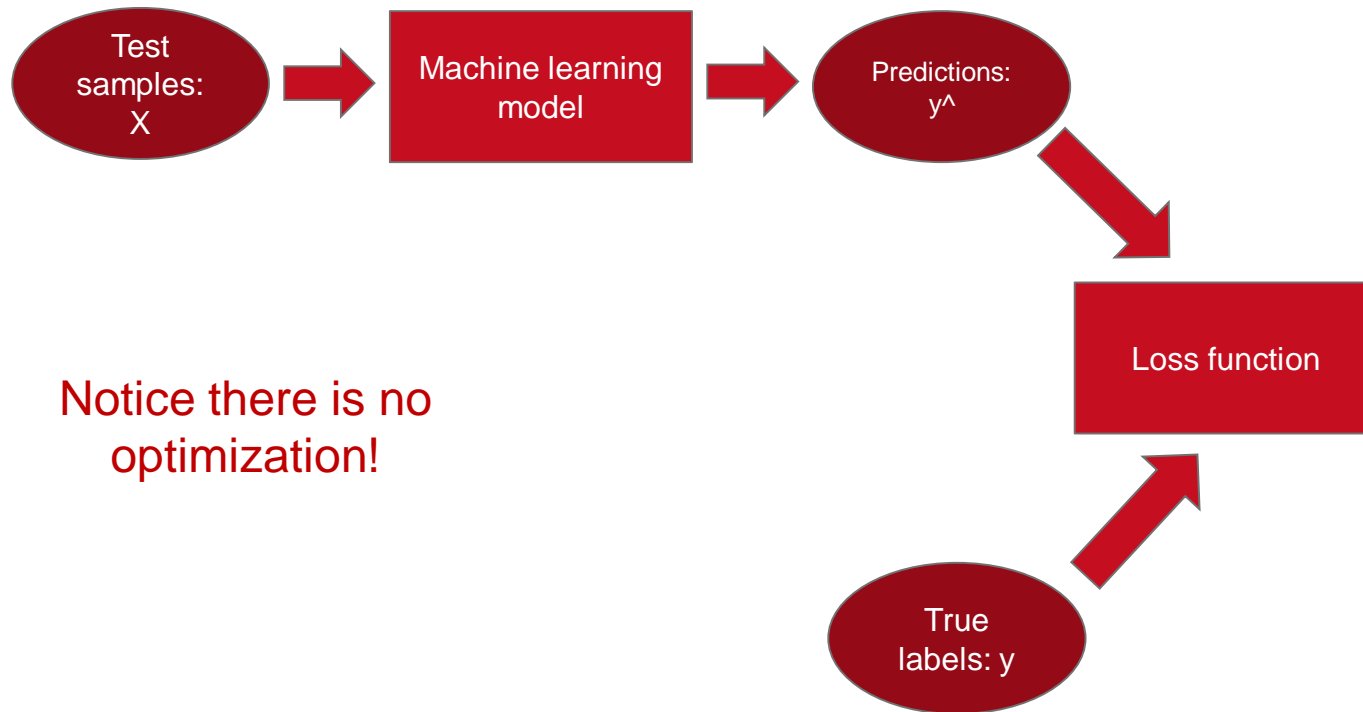 Test
samples:
X
Machine learning
model
Predictions:
y^
Loss function
Notice there is no
optimization!
True
labels: y